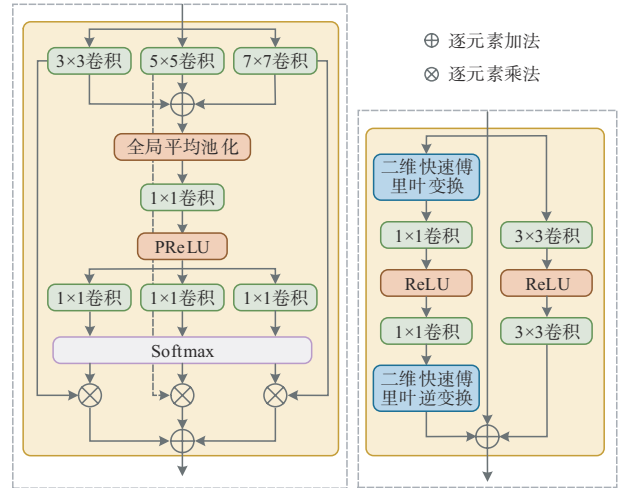 3×3卷积
5×5卷积
7×7卷积
全局平均池化
1×1卷积
PReLU
1×1卷积
1×1卷积
1×1卷积
Softmax
逐元素加法
逐元素乘法
二维快速傅
里叶变换
1×1卷积
3×3卷积
ReLU
ReLU
1×1卷积
3×3卷积
二维快速傅
里叶逆变换